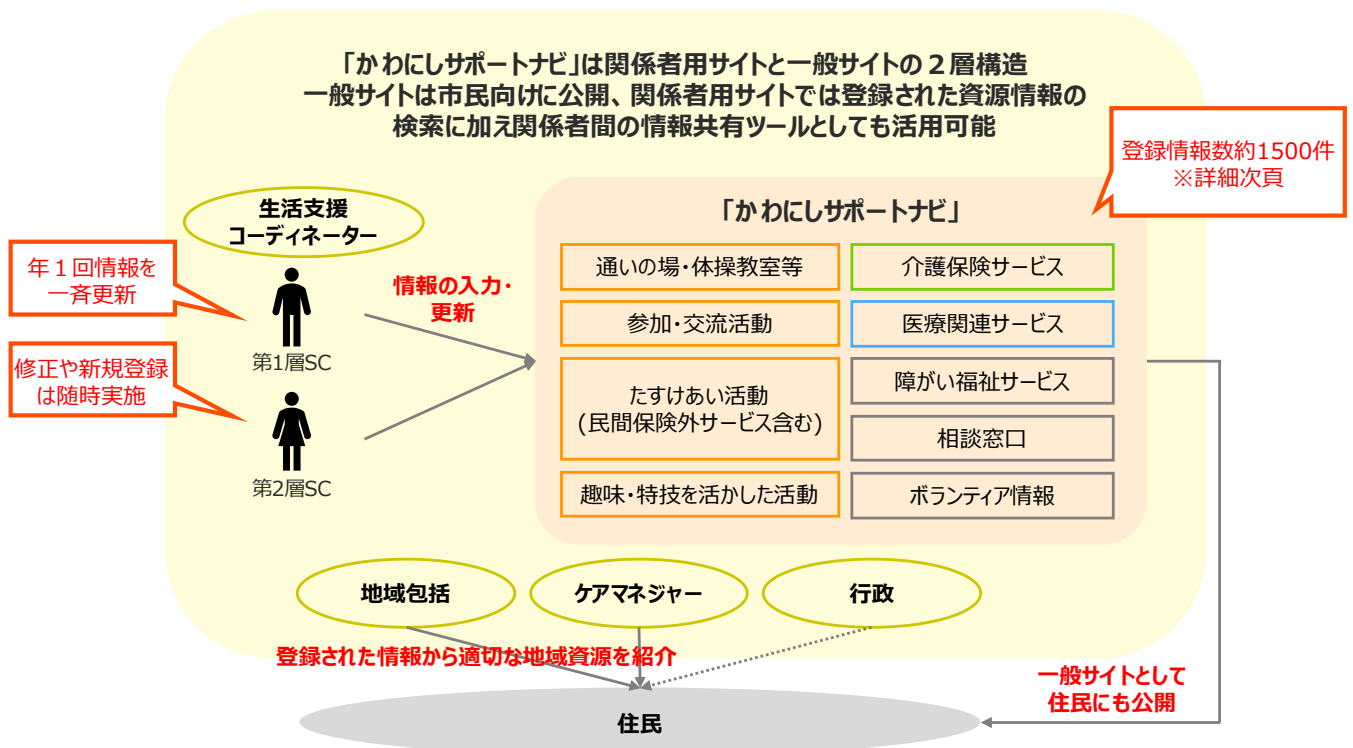 「かわにしサポートナビ」は関係者用サイトと一般サイトの２層構造
一般サイトは市民向けに公開、関係者用サイトでは登録された資源情報の
検索に加え関係者間の情報共有ツールとしても活用可能
登録情報数約1500件
※詳細次頁
生活支援
コーディネーター
年１回情報を
一斉更新
第1層SC
修正や新規登録
は随時実施
第2層SC
情報の入力・
更新
「かわにしサポートナビ」
通いの場・体操教室等
介護保険サービス
参加・交流活動
医療関連サービス
たすけあい活動
(民間保険外サービス含む)
障がい福祉サービス
相談窓口
趣味・特技を活かした活動
ボランティア情報
地域包括
ケアマネジャー
行政
登録された情報から適切な地域資源を紹介
一般サイトとして
住民にも公開
住民